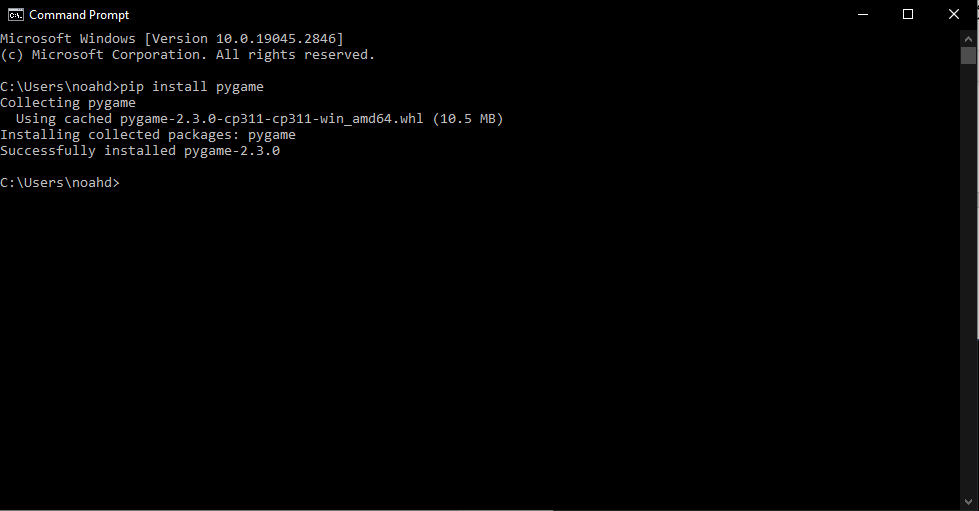 Command Prompt
Microsoft Windows [Version 10.0.19045.2846]
(c) Microsoft Corporation. All rights reserved.
C:\Users\noahd>pip install pygame
Collecting pygame
  Using cached pygame-2.3.0-cp311-cp311-win_amd64.whl (10.5 MB)
Installing collected packages: pygame
Successfully installed pygame-2.3.0
C:\Users\noahd>